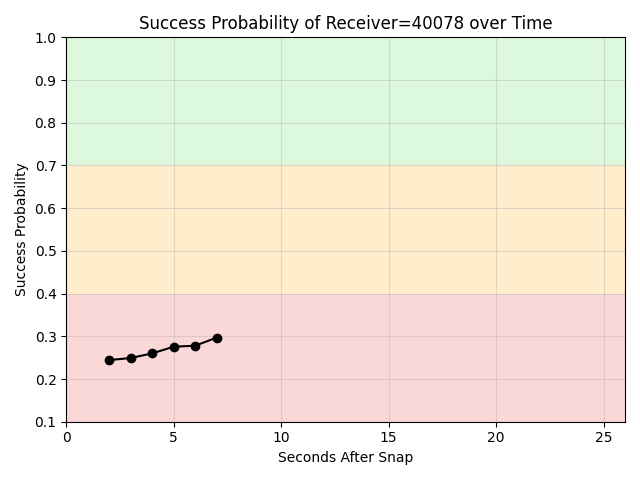 Success Probability of Receiver=40078 over Time
1.0
0.9
0.8
0.7
0.6
0.5
0.4
0.3
0.2
0.1
Success Probability
0 5 10 15 20 25
Seconds After Snap